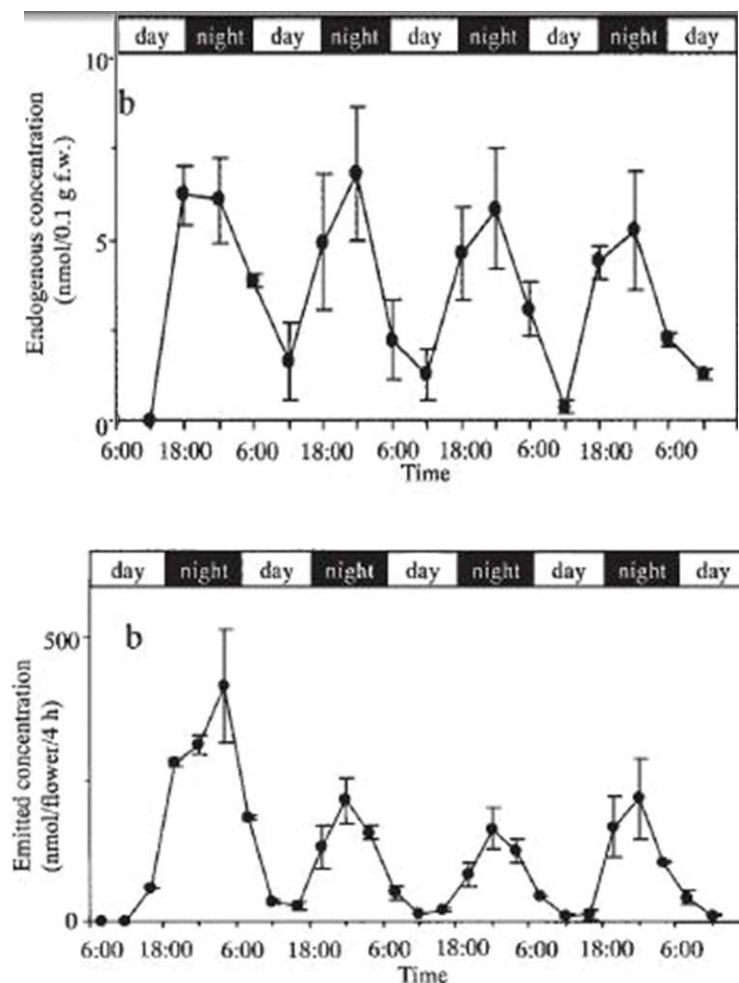 day night day night day night day night day
10
b
Endogenous concentration
(nmol/0.1 g f.w.)
5
0
6:00 18:00 6:00 18:00 6:00 18:00 6:00 18:00 6:00
Time
day night day night day night day night day
500
b
Emitted concentration
(nmol/flower/4 h)
0
6:00 18:00 6:00 18:00 6:00 18:00 6:00 18:00 6:00
Time